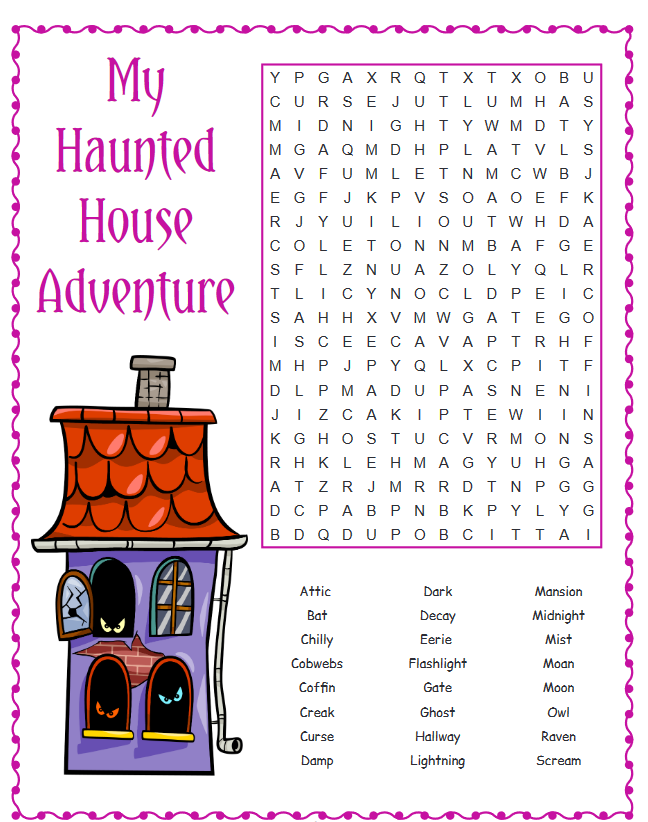 My
Haunted
House
Adventure
Y P G A X R Q T X T X O B U
C U R S E J U T L U M H A S
M I D N I G H T Y W M D T Y
M G A Q M D H P L A T V L S
A V F U M L E T N M C W B J
E G F J K P V S O A O E F K
R J Y U I L I O U T W H D A
C O L E T O N N M B A F G E
S F L Z N U A Z O L Y Q L R
T L I C Y N O C L D P E I C
S A H H X V M W G A T E G O
I S C E E C A V A P T R H F
M H P J P Y Q L X C P I T F
D L P M A D U P A S N E N I
J I Z C A K I P T E W I I N
K G H O S T U C V R M O N S
R H K L E H M A G Y U H G A
A T Z R J M R R D T N P G G
D C P A B P N B K P Y L Y G
B D Q D U P O B C I T T A I
Attic Dark Mansion
Bat Decay Midnight
Chilly Eerie Mist
Cobwebs Flashlight Moan
Coffin Gate Moon
Creak Ghost Owl
Curse Hallway Raven
Damp Lightning Scream